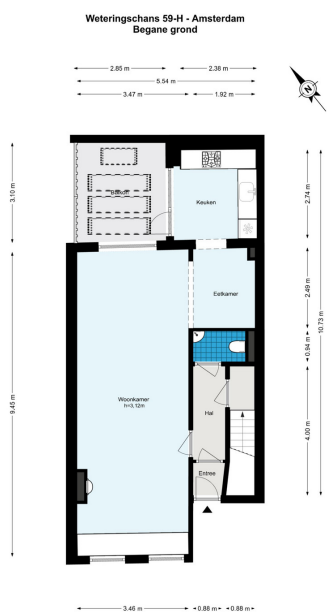 Weteringschans 59-H - Amsterdam
Begane grond
2.85 m
2.38 m
5.54 m
3.47 m
1.92 m
N
3.10 m
Balkon
Keuken
2.74 m
2.49 m
Eetkamer
10.73 m
0.94 m
9.45 m
Woonkamer
h=3,12m
Hal
4.00 m
Entree
3.46 m
0.88 m
0.88 m